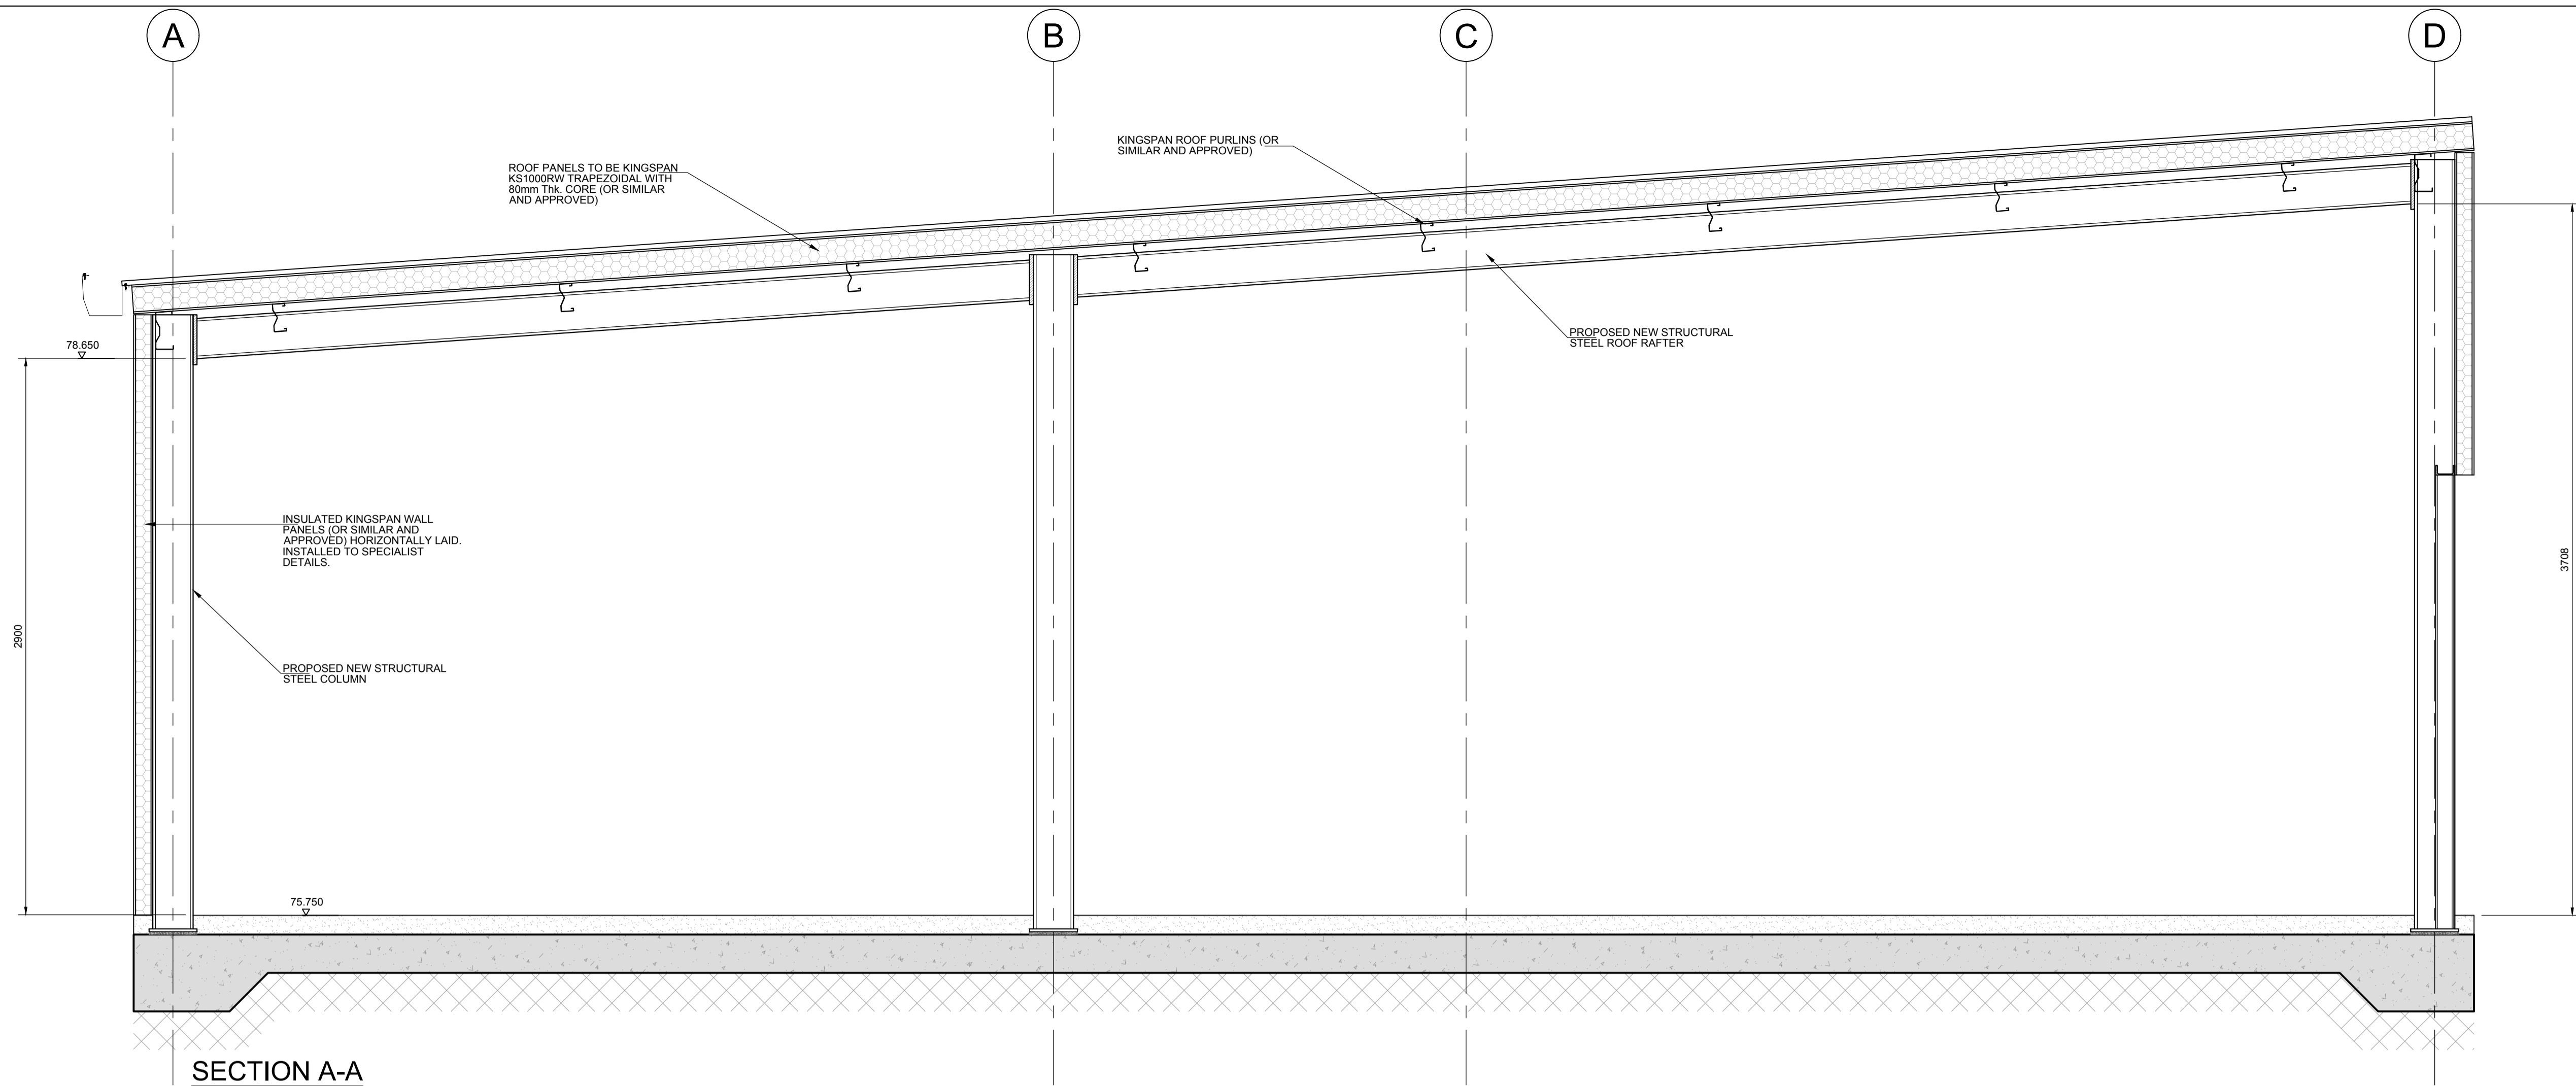 A
B
C
D
KINGSPAN ROOF PURLINS (OR
SIMILAR AND APPROVED)
ROOF PANELS TO BE KINGSPAN
KS1000RW TRAPEZOIDAL WITH
80mm Thk. CORE (OR SIMILAR
AND APPROVED)
PROPOSED NEW STRUCTURAL
STEEL ROOF RAFTER
78.650
INSULATED KINGSPAN WALL
PANELS (OR SIMILAR AND
APPROVED) HORIZONTALLY LAID.
INSTALLED TO SPECIALIST
DETAILS.
3708
2900
PROPOSED NEW STRUCTURAL
STEEL COLUMN
75.750
SECTION A-A